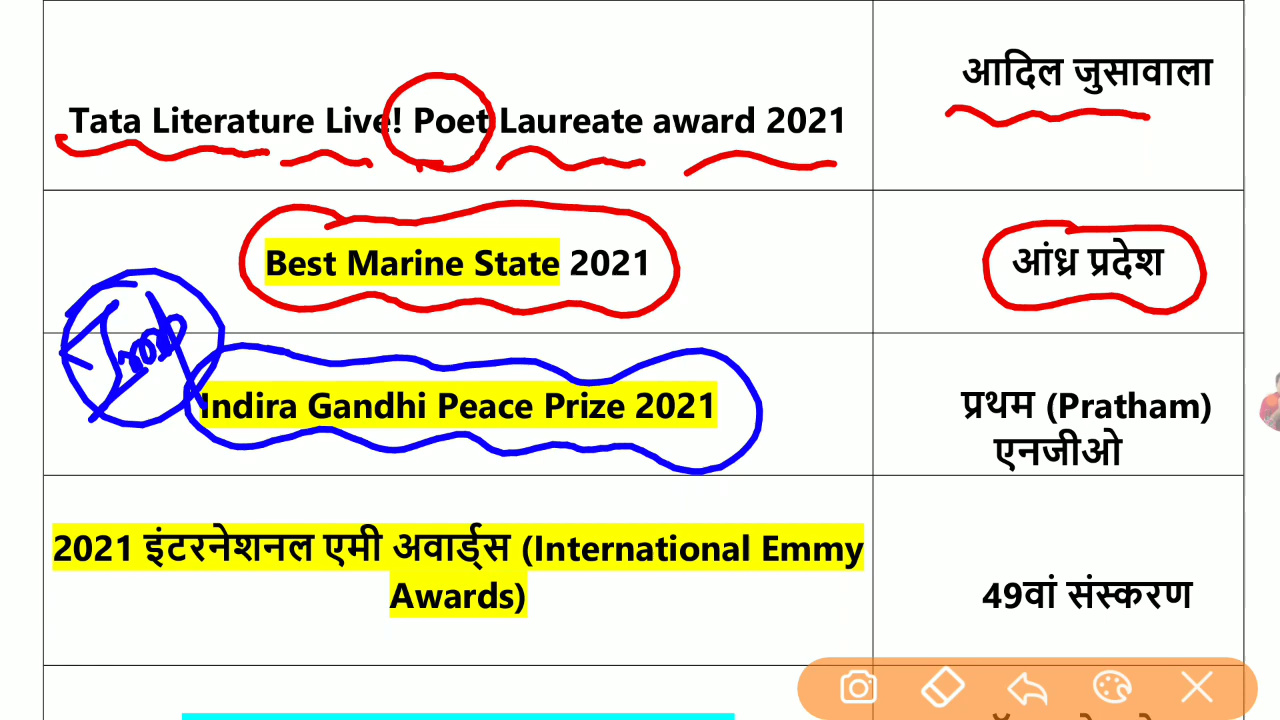 Tata Literature Live! Poet Laureate award 2021
आदिल जुसावाला
Best Marine State 2021
आंध्र प्रदेश
Imp
Indira Gandhi Peace Prize 2021
प्रथम (Pratham)
एनजीओ
2021 इंटरनेशनल एमी अवार्ड्स (International Emmy
Awards)
49वां संस्करण